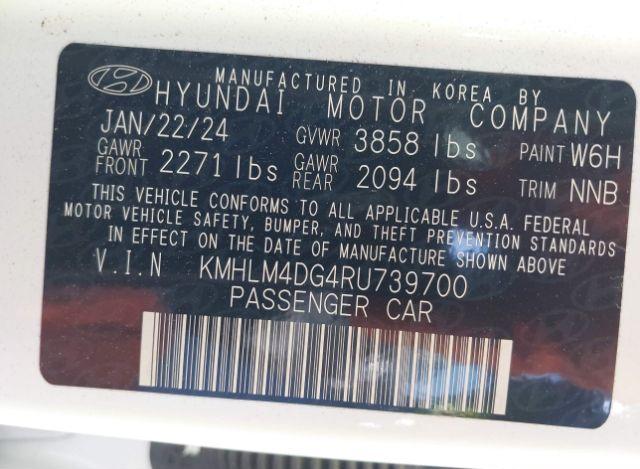 MANUFACTURED IN KOREA BY
HYUNDAI MOTOR COMPANY
JAN/22/24 GVWR 3858 lbs PAINT W6H
GAWR FRONT 2271 lbs GAWR REAR 2094 lbs TRIM NNB
THIS VEHICLE CONFORMS TO ALL APPLICABLE U.S.A. FEDERAL
MOTOR VEHICLE SAFETY, BUMPER, AND THEFT PREVENTION STANDARDS
IN EFFECT ON THE DATE OF MANUFACTURE SHOWN ABOVE
V.I.N KMHLM4DG4RU739700
PASSENGER CAR